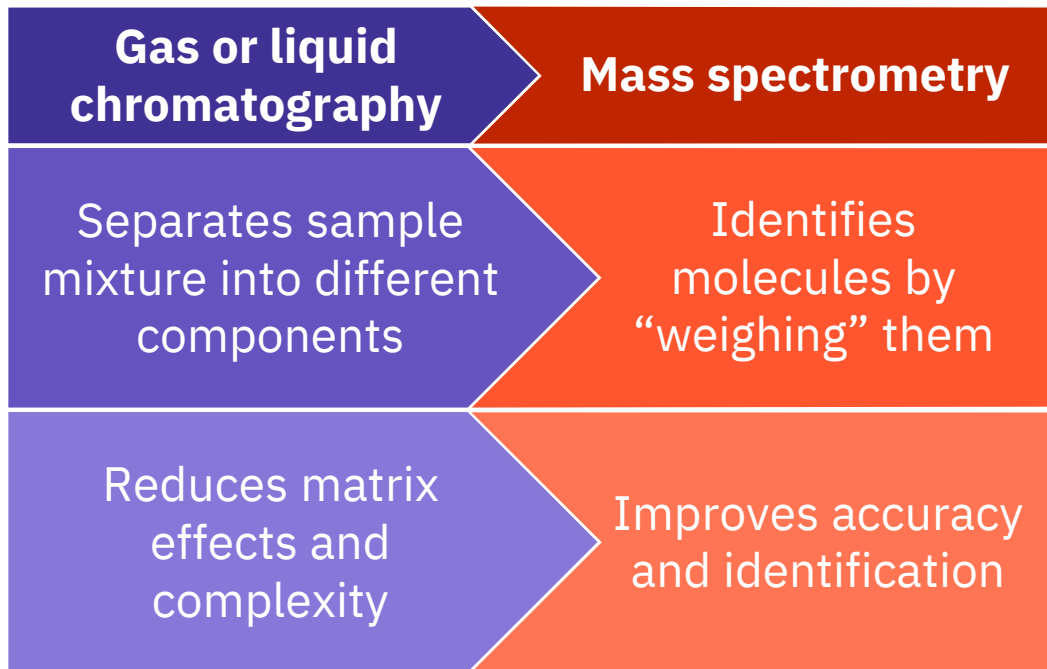 Gas or liquid
chromatography
Mass spectrometry
Separates sample
mixture into different
components
Identifies
molecules by
“weighing” them
Reduces matrix
effects and
complexity
Improves accuracy
and identification